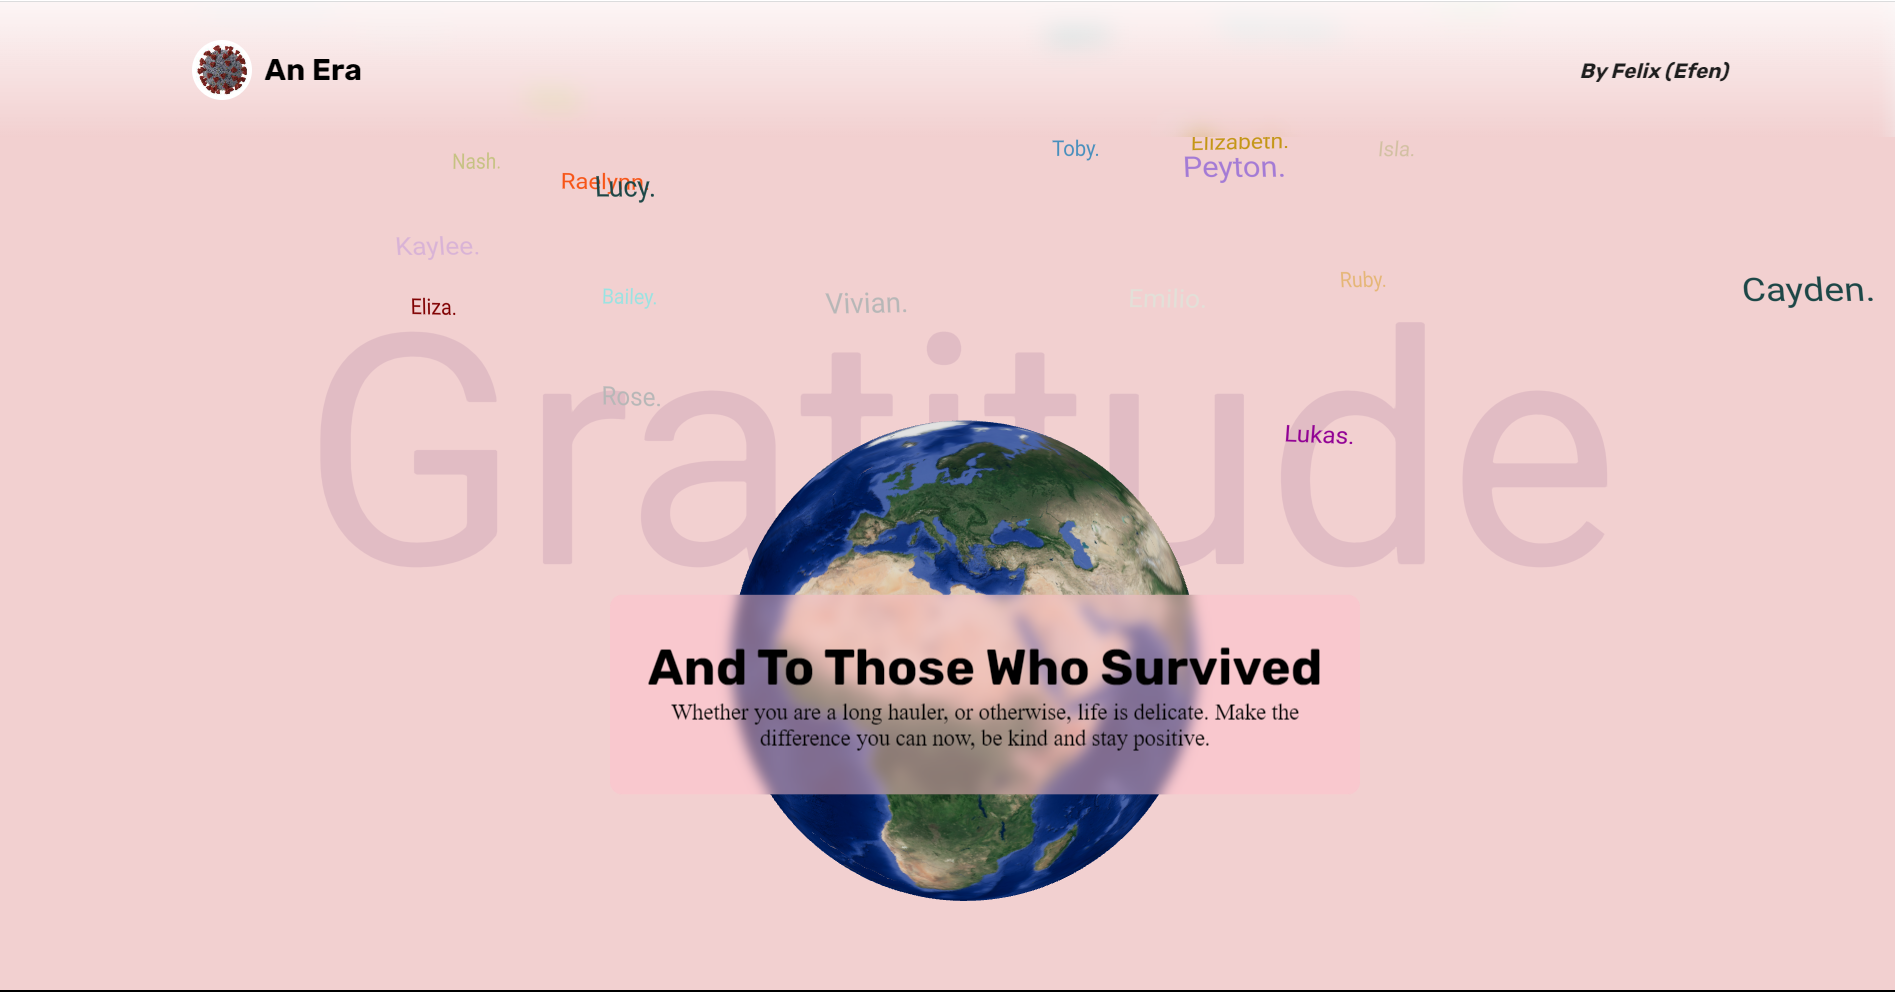 An Era
By Felix (Efen)
Toby.
Elizabeth.
Isla.
Nash.
Peyton.
Raelynn.
Lucy.
Kaylee.
Ruby.
Cayden.
Bailey.
Emilio.
Eliza.
Vivian.
Gratitude
Rose.
Lukas.
And To Those Who Survived
Whether you are a long hauler, or otherwise, life is delicate. Make the
difference you can now, be kind and stay positive.